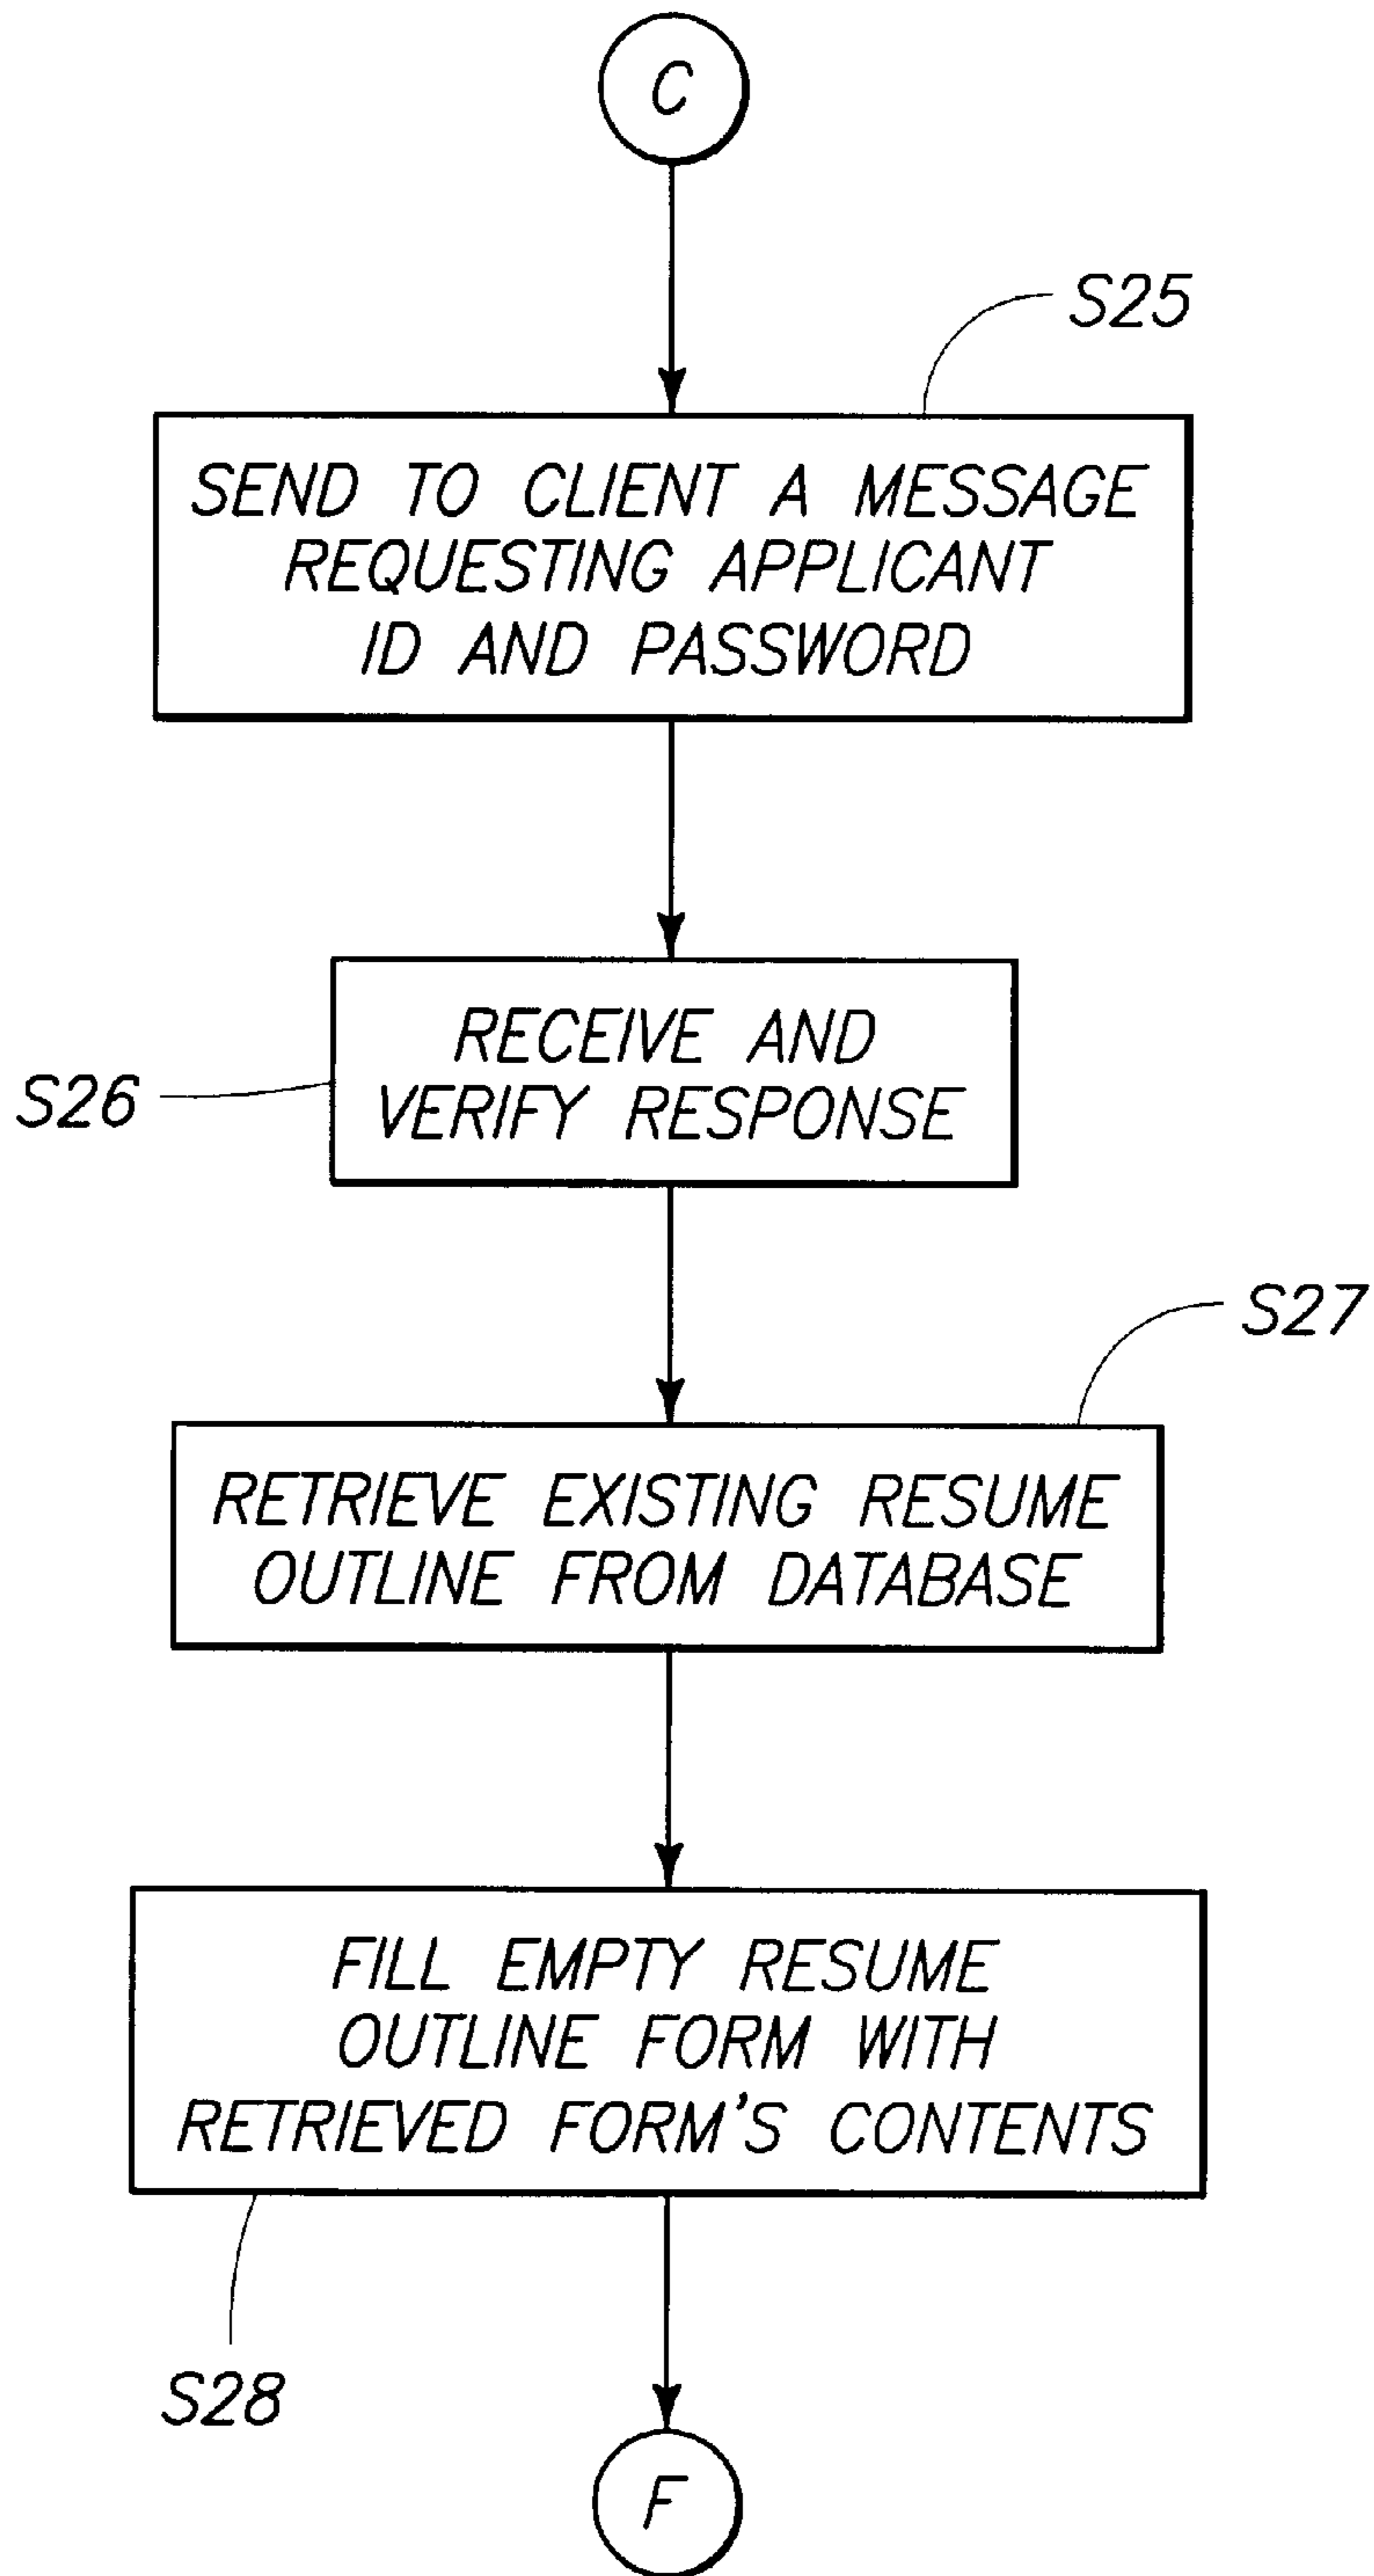 C
S25
SEND TO CLIENT A MESSAGE
REQUESTING APPLICANT
ID AND PASSWORD
RECEIVE AND
VERIFY RESPONSE
S26
S27
RETRIEVE EXISTING RESUME
OUTLINE FROM DATABASE
FILL EMPTY RESUME
OUTLINE FORM WITH
RETRIEVED FORM'S CONTENTS
S28
F